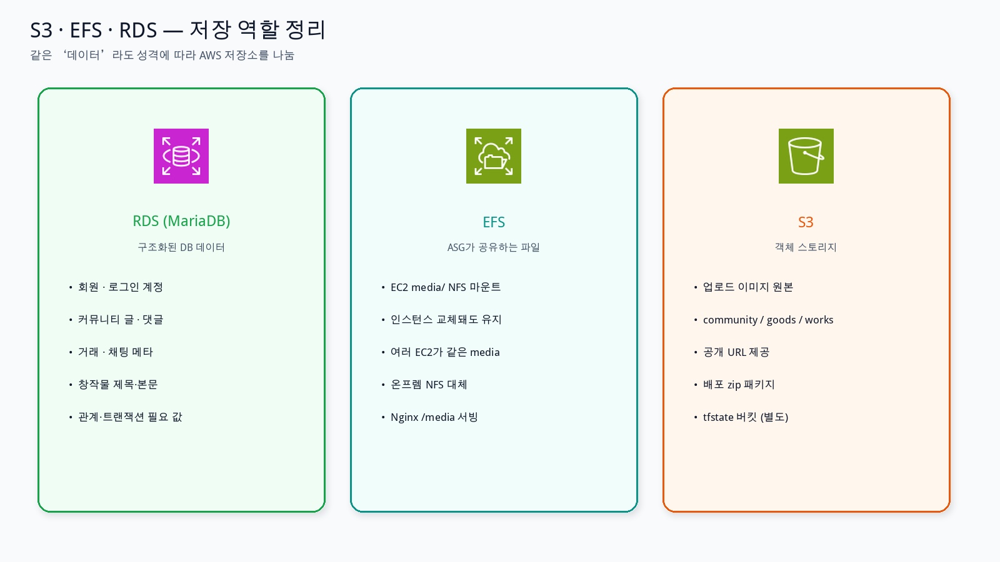 S3 · EFS · RDS — 저장 역할 정리
같은 ‘데이터’라도 성격에 따라 AWS 저장소를 나눔
RDS (MariaDB)
구조화된 DB 데이터
• 회원 · 로그인 계정
• 커뮤니티 글 · 댓글
• 거래 · 채팅 메타
• 창작물 제목·본문
• 관계·트랜잭션 필요 값
EFS
ASG가 공유하는 파일
• EC2 media/ NFS 마운트
• 인스턴스 교체돼도 유지
• 여러 EC2가 같은 media
• 온프렘 NFS 대체
• Nginx /media 서빙
S3
객체 스토리지
• 업로드 이미지 원본
• community / goods / works
• 공개 URL 제공
• 배포 zip 패키지
• tfstate 버킷 (별도)